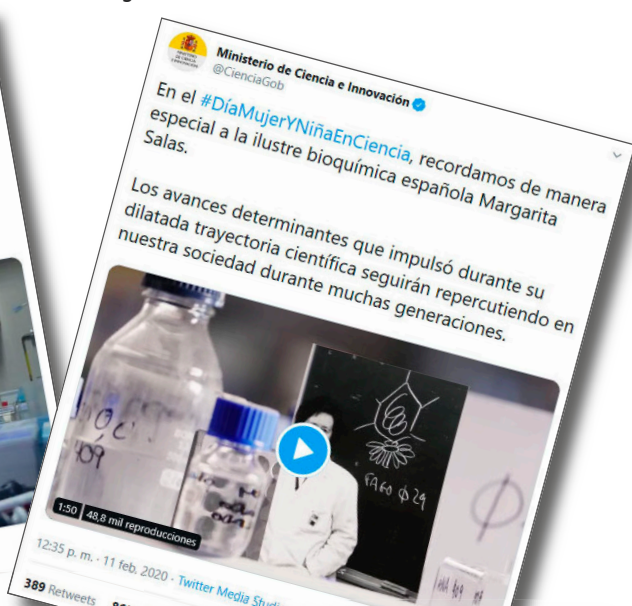 Ministerio de Ciencia e Innovación
@CienciaGob
En el #DíaMujerYNiñaEnCiencia, recordamos de manera
especial a la ilustre bioquímica española Margarita
Salas.
Los avances determinantes que impulsó durante su
dilatada trayectoria científica seguirán repercutiendo en
nuestra sociedad durante muchas generaciones.
FAGO Φ 29
1:50
48,8 mil reproducciones
12:35 p. m. · 11 feb. 2020 · Twitter Media
389 Retweets